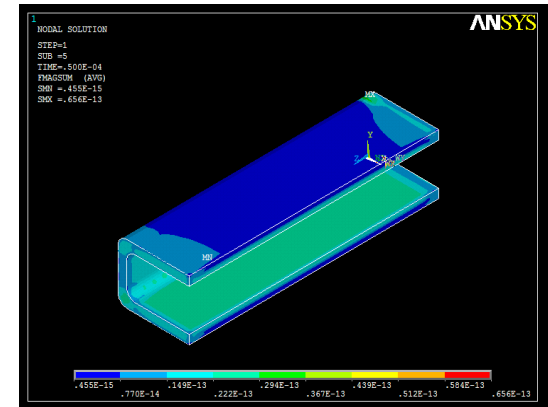 1
ANSYS
NODAL SOLUTION
STEP=1
SUB =5
TIME=.500E-04
FMAGSUM (AVG)
SMN =.455E-15
SMX =.656E-13
MX
Y
Z
MN
.455E-15 .149E-13 .294E-13 .439E-13 .584E-13
.770E-14 .222E-13 .367E-13 .512E-13 .656E-13